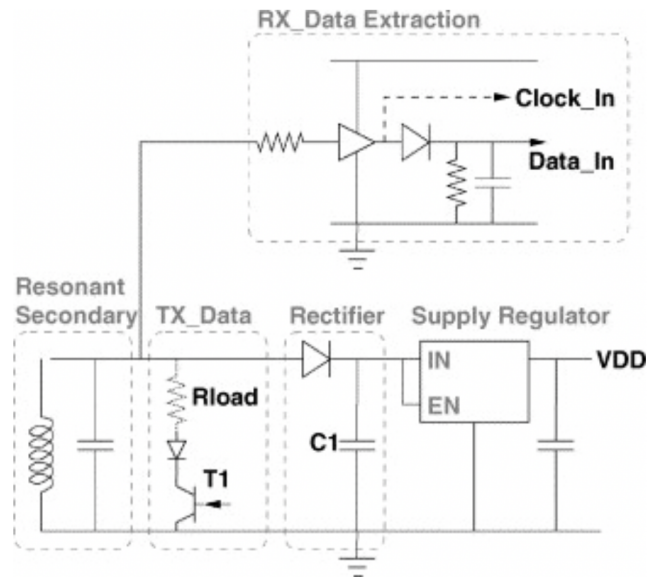 RX_Data Extraction
Clock_In
Data_In
Resonant
Secondary
TX_Data
Rectifier
Supply Regulator
IN
VDD
Rload
EN
C1
T1